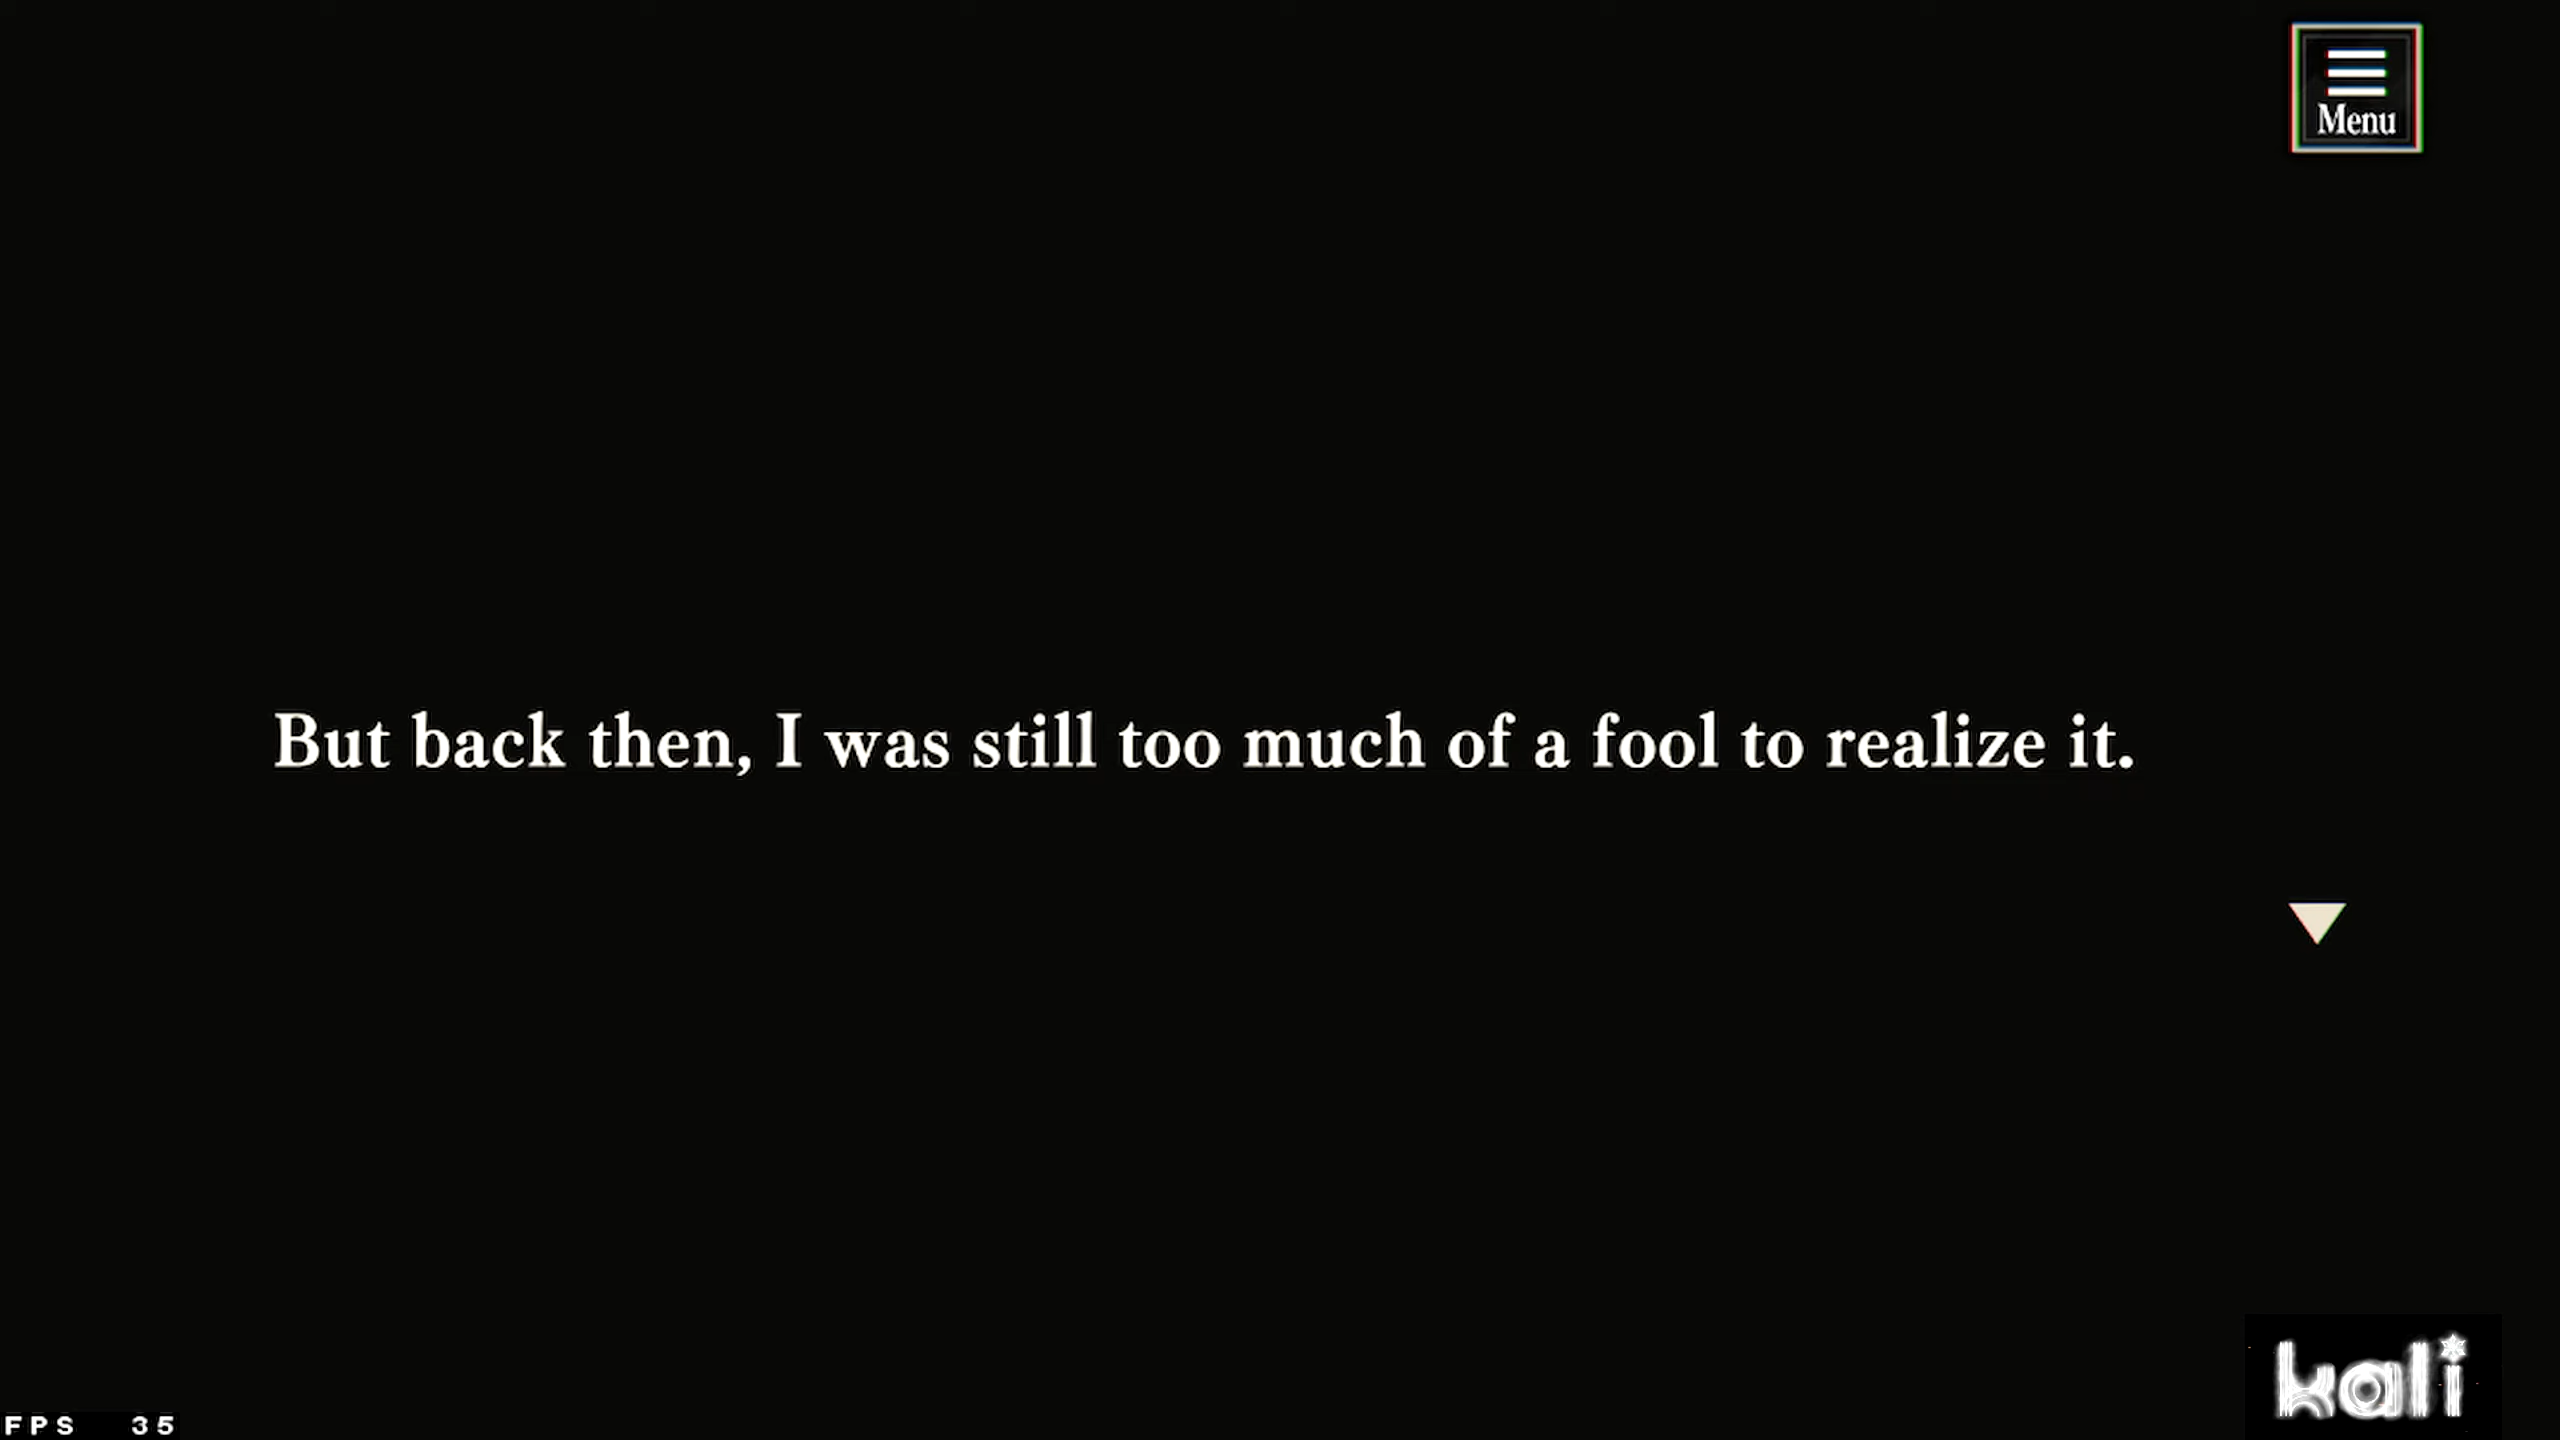 Menu
But back then, I was still too much of a fool to realize it.
kali
FPS 35